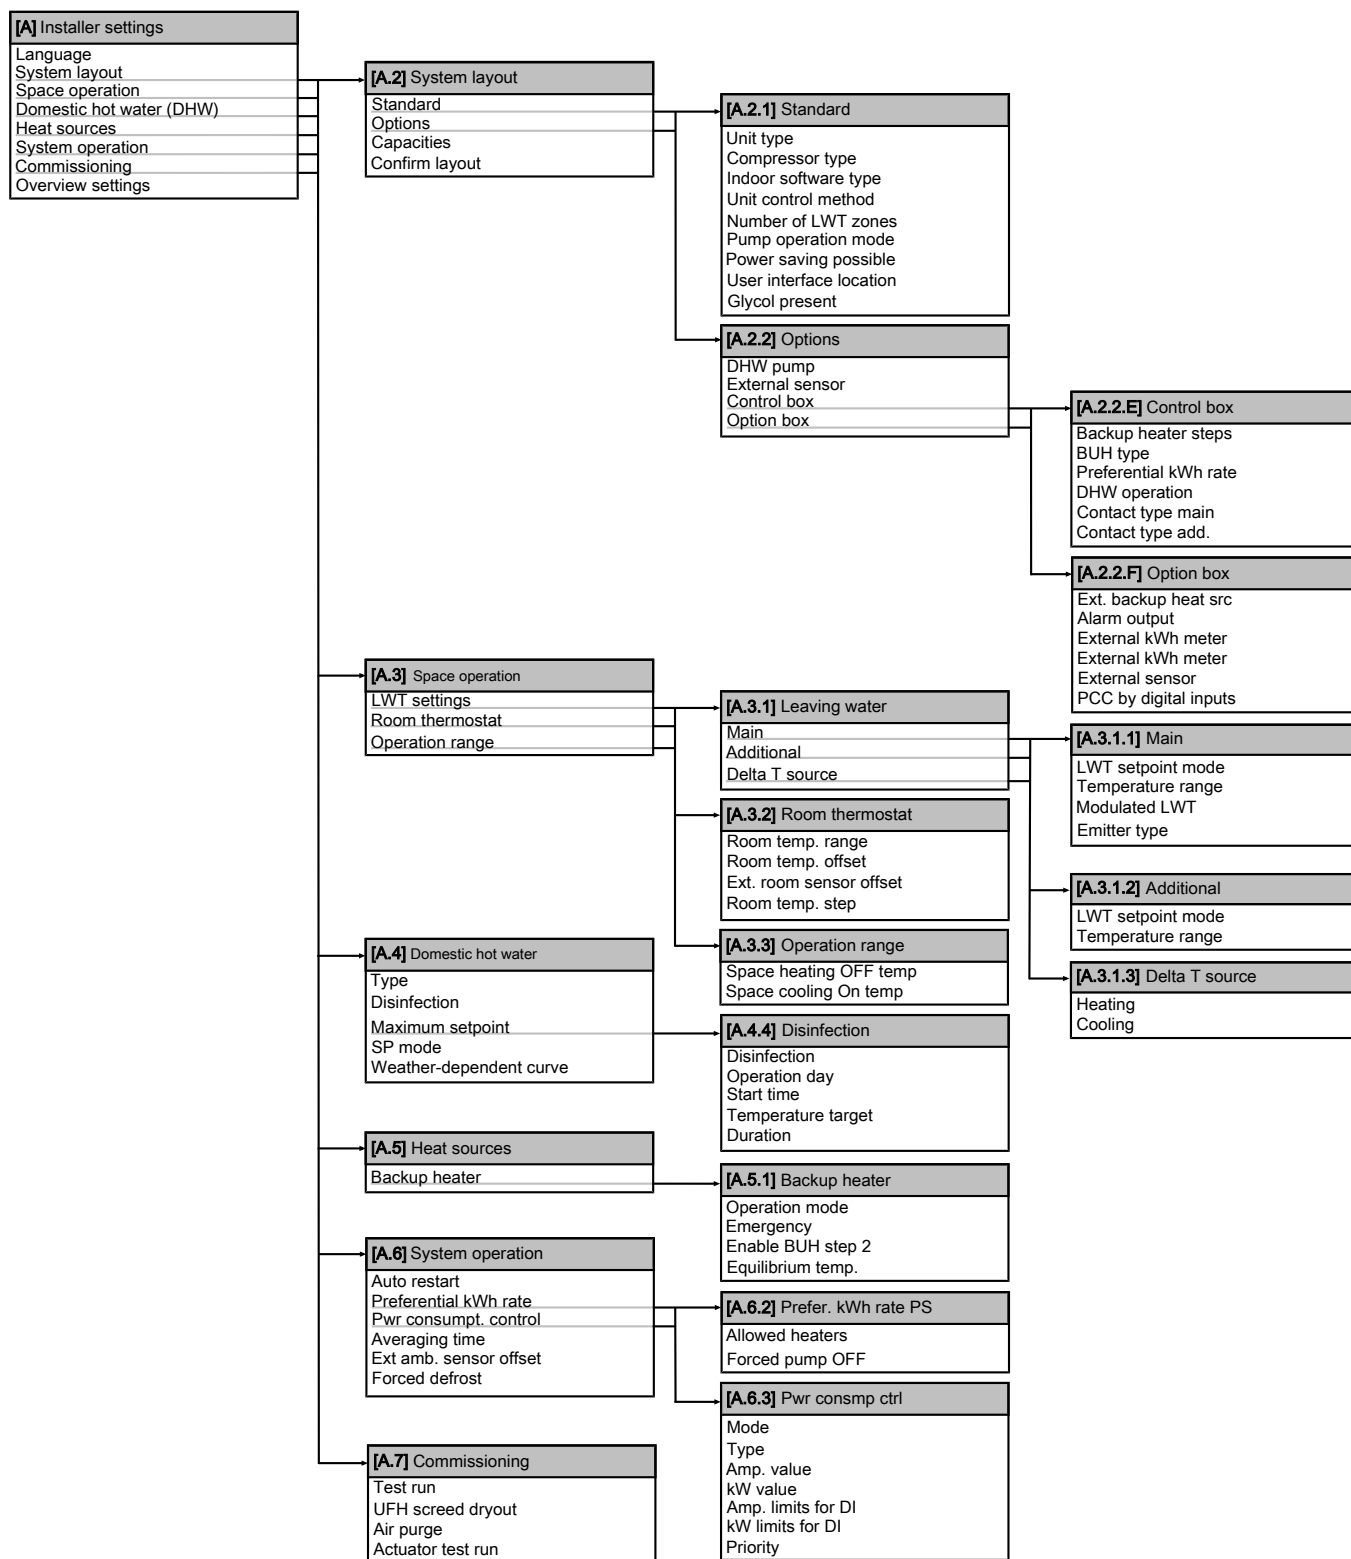 [A] Installer settings
Language
System layout
Space operation
Domestic hot water (DHW)
Heat sources
System operation
Commissioning
Overview settings
[A.2] System layout
Standard
Options
Capacities
Confirm layout
[A.2.1] Standard
Unit type
Compressor type
Indoor software type
Unit control method
Number of LWT zones
Pump operation mode
Power saving possible
User interface location
Glycol present
[A.2.2] Options
DHW pump
External sensor
Control box
Option box
[A.2.2.E] Control box
Backup heater steps
BUH type
Preferential kWh rate
DHW operation
Contact type main
Contact type add.
[A.2.2.F] Option box
Ext. backup heat src
Alarm output
External kWh meter
External kWh meter
External sensor
PCC by digital inputs
[A.3] Space operation
LWT settings
Room thermostat
Operation range
[A.3.1] Leaving water
Main
Additional
Delta T source
[A.3.1.1] Main
LWT setpoint mode
Temperature range
Modulated LWT
Emitter type
[A.3.1.2] Additional
LWT setpoint mode
Temperature range
[A.3.1.3] Delta T source
Heating
Cooling
[A.3.2] Room thermostat
Room temp. range
Room temp. offset
Ext. room sensor offset
Room temp. step
[A.3.3] Operation range
Space heating OFF temp
Space cooling On temp
[A.4] Domestic hot water
Type
Disinfection
Maximum setpoint
SP mode
Weather-dependent curve
[A.4.4] Disinfection
Disinfection
Operation day
Start time
Temperature target
Duration
[A.5] Heat sources
Backup heater
[A.5.1] Backup heater
Operation mode
Emergency
Enable BUH step 2
Equilibrium temp.
[A.6] System operation
Auto restart
Preferential kWh rate
Pwr consumpt. control
Averaging time
Ext amb. sensor offset
Forced defrost
[A.6.2] Prefer. kWh rate PS
Allowed heaters
Forced pump OFF
[A.6.3] Pwr consmp ctrl
Mode
Type
Amp. value
kW value
Amp. limits for DI
kW limits for DI
Priority
[A.7] Commissioning
Test run
UFH screed dryout
Air purge
Actuator test run